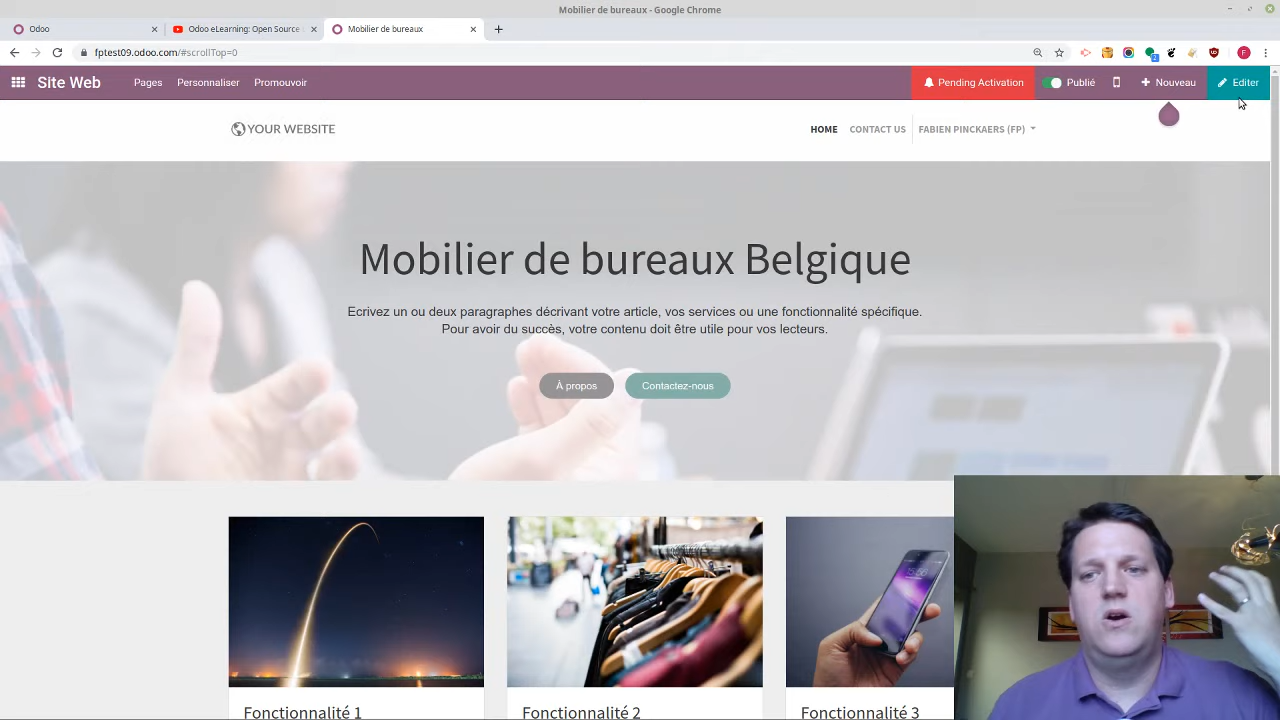 Mobilier de bureaux - Google Chrome
Odoo
Odoo eLearning: Open Source
Mobilier de bureaux
fptest09.odoo.com/#scrollTop=0
Site Web
Pages
Personnaliser
Promouvoir
Pending Activation
Publié
Nouveau
Editer
YOUR WEBSITE
HOME
CONTACT US
FABIEN PINCKAERS (FP)
Mobilier de bureaux Belgique
Ecrivez un ou deux paragraphes décrivant votre article, vos services ou une fonctionnalité spécifique.
Pour avoir du succès, votre contenu doit être utile pour vos lecteurs.
À propos
Contactez-nous
Fonctionnalité 1
Fonctionnalité 2
Fonctionnalité 3